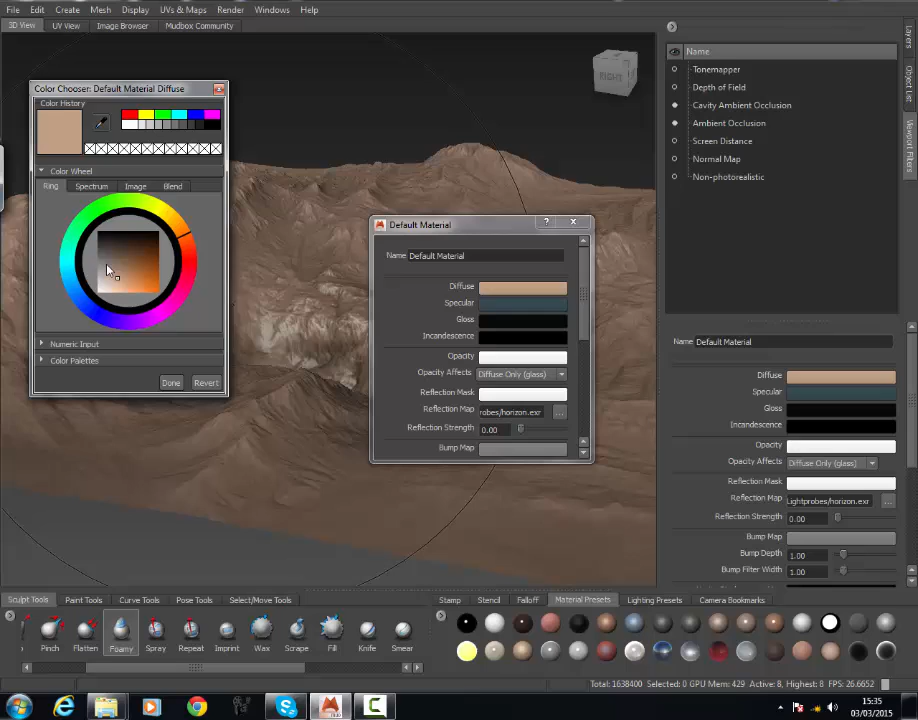 File Edit Create Mesh Display UVs & Maps Render Windows Help
3D View UV View Image Browser Mudbox Community
Layers
Object List
Viewport Filters
Name
Tonemapper
Depth of Field
Cavity Ambient Occlusion
Ambient Occlusion
Screen Distance
Normal Map
Non-photorealistic
RIGHT
Color Chooser: Default Material Diffuse
Color History
Color Wheel
Ring Spectrum Image Blend
Numeric Input
Color Palettes
Done Revert
Default Material
Name Default Material
Diffuse
Specular
Gloss
Incandescence
Opacity
Opacity Affects Diffuse Only (glass)
Reflection Mask
Reflection Map robes/horizon.exr ...
Reflection Strength 0.00
Bump Map
Name Default Material
Diffuse
Specular
Gloss
Incandescence
Opacity
Opacity Affects Diffuse Only (glass)
Reflection Mask
Reflection Map Lightprobes/horizon.exr ...
Reflection Strength 0.00
Bump Map
Bump Depth 1.00
Bump Filter Width 1.00
Sculpt Tools Paint Tools Curve Tools Pose Tools Select/Move Tools
Pinch Flatten Foamy Spray Repeat Imprint Wax Scrape Fill Knife Smear
Stamp Stencil Falloff Material Presets Lighting Presets Camera Bookmarks
Total: 1638400 Selected: 0 GPU Mem: 429 Active: 8, Highest: 8 FPS: 26.6652
15:35
03/03/2015